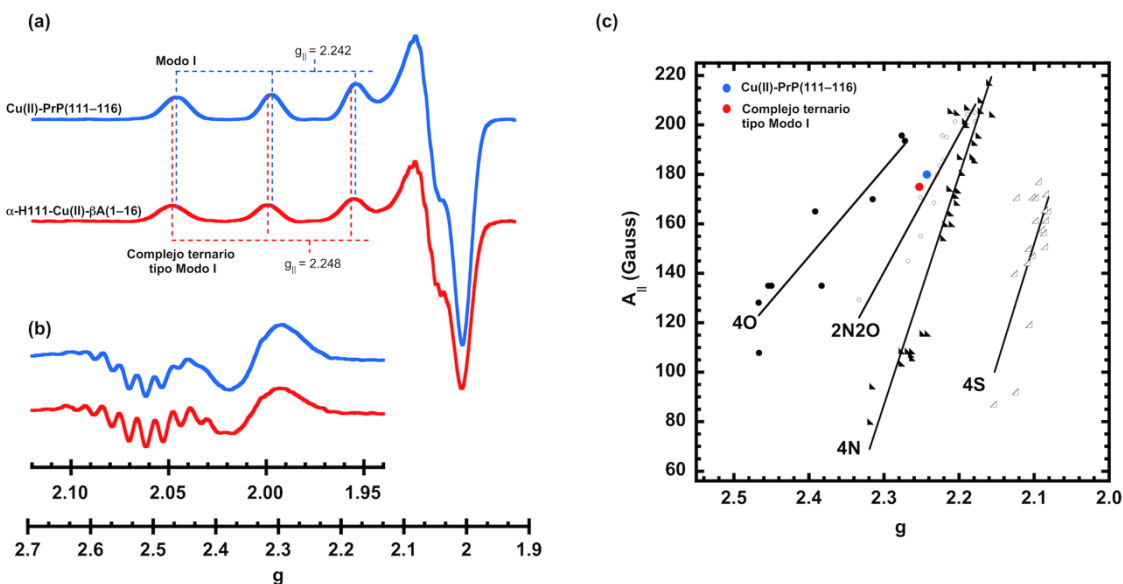 (a)
Modo I
g|| = 2.242
Cu(II)-PrP(111–116)
α-H111-Cu(II)-βA(1–16)
Complejo ternario
tipo Modo I
g|| = 2.248
(b)
2.10 2.05 2.00 1.95
2.7 2.6 2.5 2.4 2.3 2.2 2.1 2 1.9
g
(c)
A|| (Gauss)
220
200
180
160
140
120
100
80
60
Cu(II)-PrP(111–116)
Complejo ternario
tipo Modo I
4O
2N2O
4S
4N
2.5 2.4 2.3 2.2 2.1 2.0
g